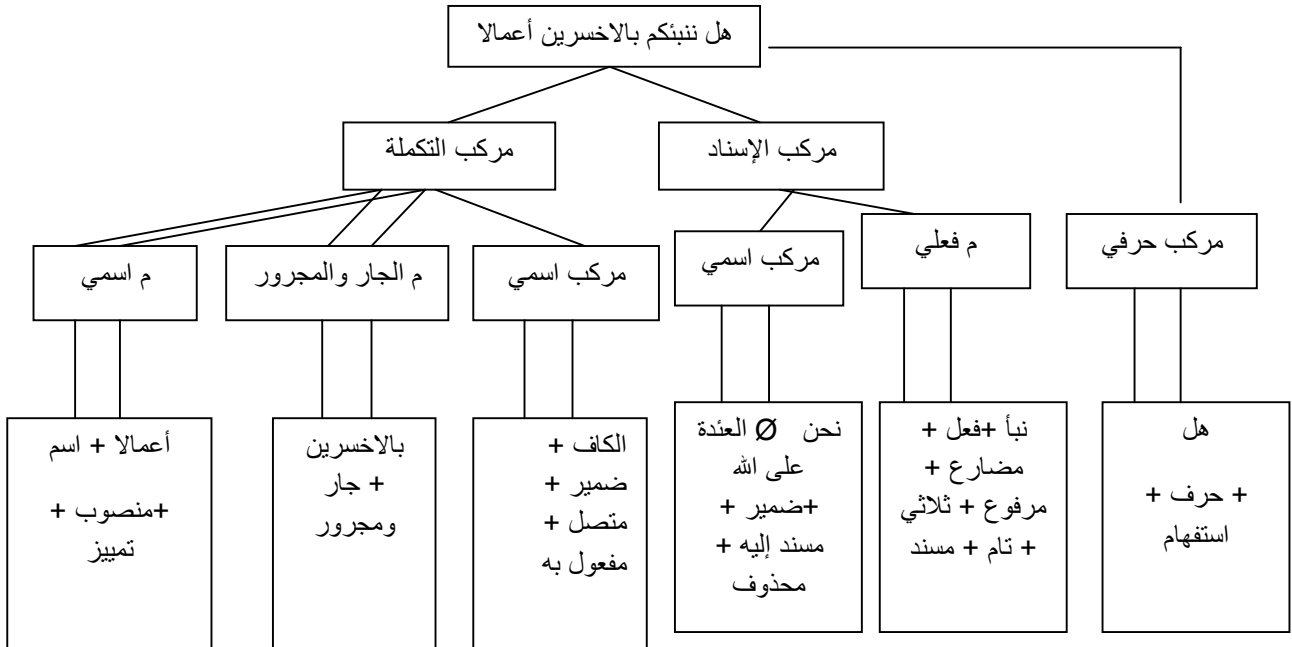 هل ننبئكم بالاخسرين أعمالا
مركب الإسناد
مركب التكملة
مركب حرفي
م فعلي
مركب اسمي
مركب اسمي
م الجار والمجرور
م اسمي
هل
+ حرف +
استفهام
نبأ +فعل +
مضارع +
مرفوع + ثلاثي
+ تام + مسند
نحن Ø العئدة
على الله
+ضمير +
مسند إليه +
محذوف
الكاف +
ضمير +
متصل +
مفعول به
بالاخسرين
+ جار
ومجرور
أعمالا + اسم
+منصوب +
تمييز